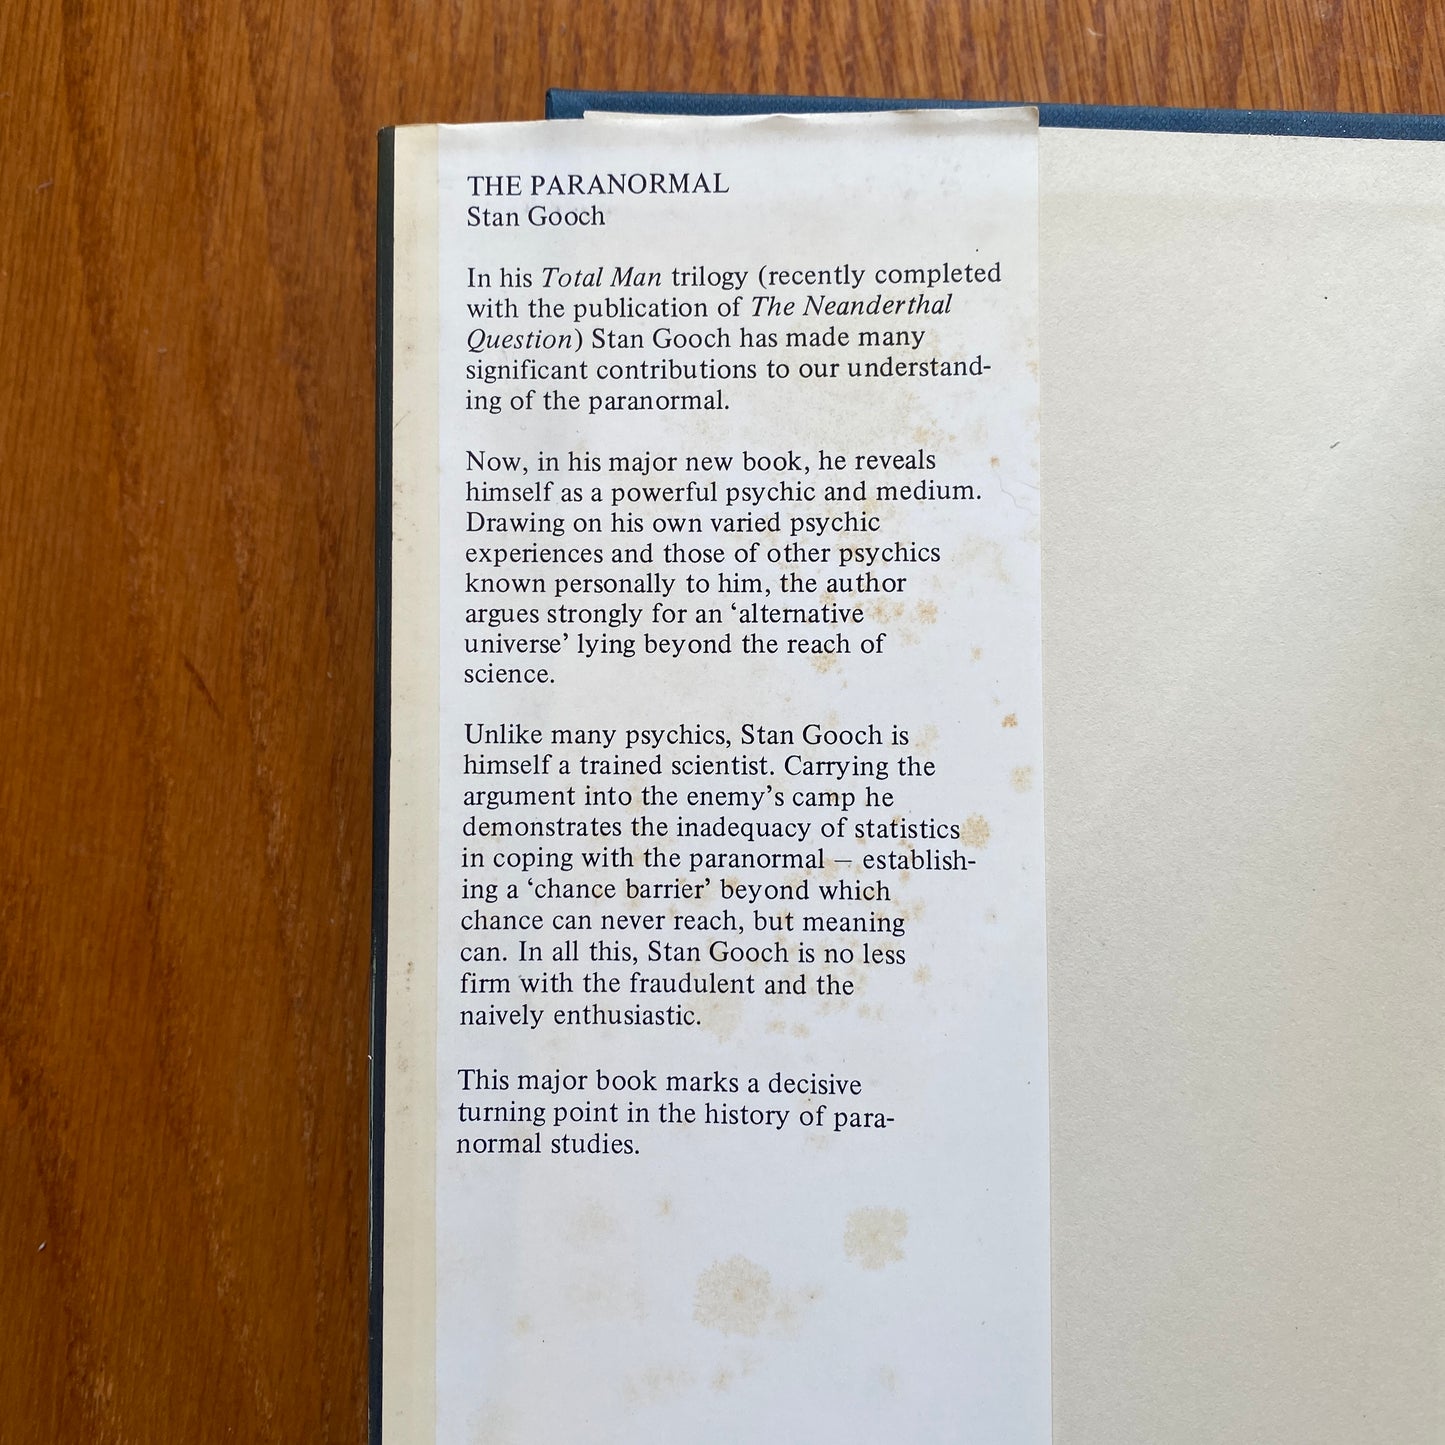 THE PARANORMAL
Stan Gooch
In his Total Man trilogy (recently completed
with the publication of The Neanderthal
Question) Stan Gooch has made many
significant contributions to our understand-
ing of the paranormal.
Now, in his major new book, he reveals
himself as a powerful psychic and medium.
Drawing on his own varied psychic
experiences and those of other psychics
known personally to him, the author
argues strongly for an ‘alternative
universe’ lying beyond the reach of
science.
Unlike many psychics, Stan Gooch is
himself a trained scientist. Carrying the
argument into the enemy’s camp he
demonstrates the inadequacy of statistics
in coping with the paranormal — establish-
ing a ‘chance barrier’ beyond which
chance can never reach, but meaning
can. In all this, Stan Gooch is no less
firm with the fraudulent and the
naively enthusiastic.
This major book marks a decisive
turning point in the history of para-
normal studies.